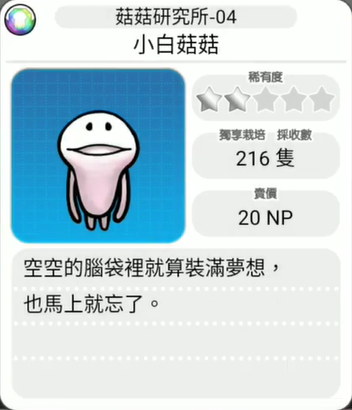 菇菇研究所-04
小白菇菇
稀有度
獨享栽培 採收數
216 隻
賣價
20 NP
空空的腦袋裡就算裝滿夢想，
也馬上就忘了。